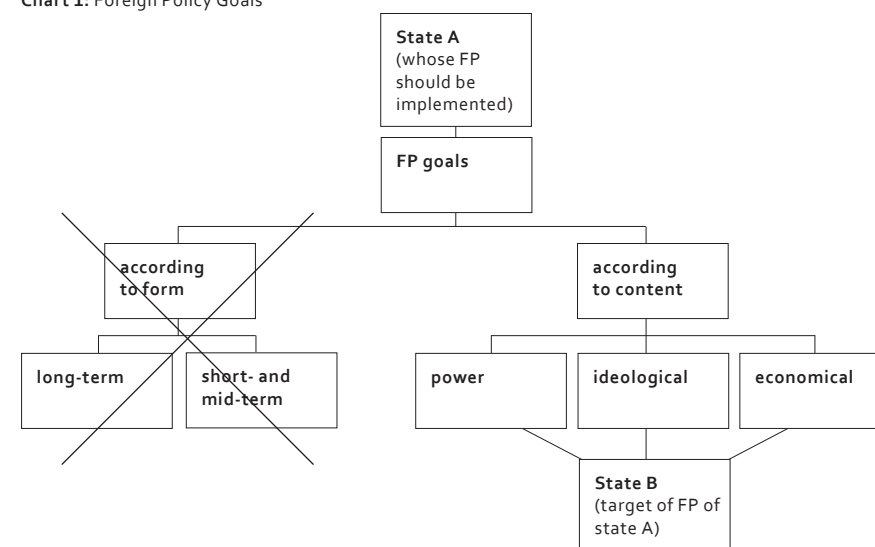 Chart 1: Foreign Policy Goals
State A
(whose FP
should be
implemented)
FP goals
according
to form
according
to content
long-term
short- and
mid-term
power
ideological
economical
State B
(target of FP of
state A)